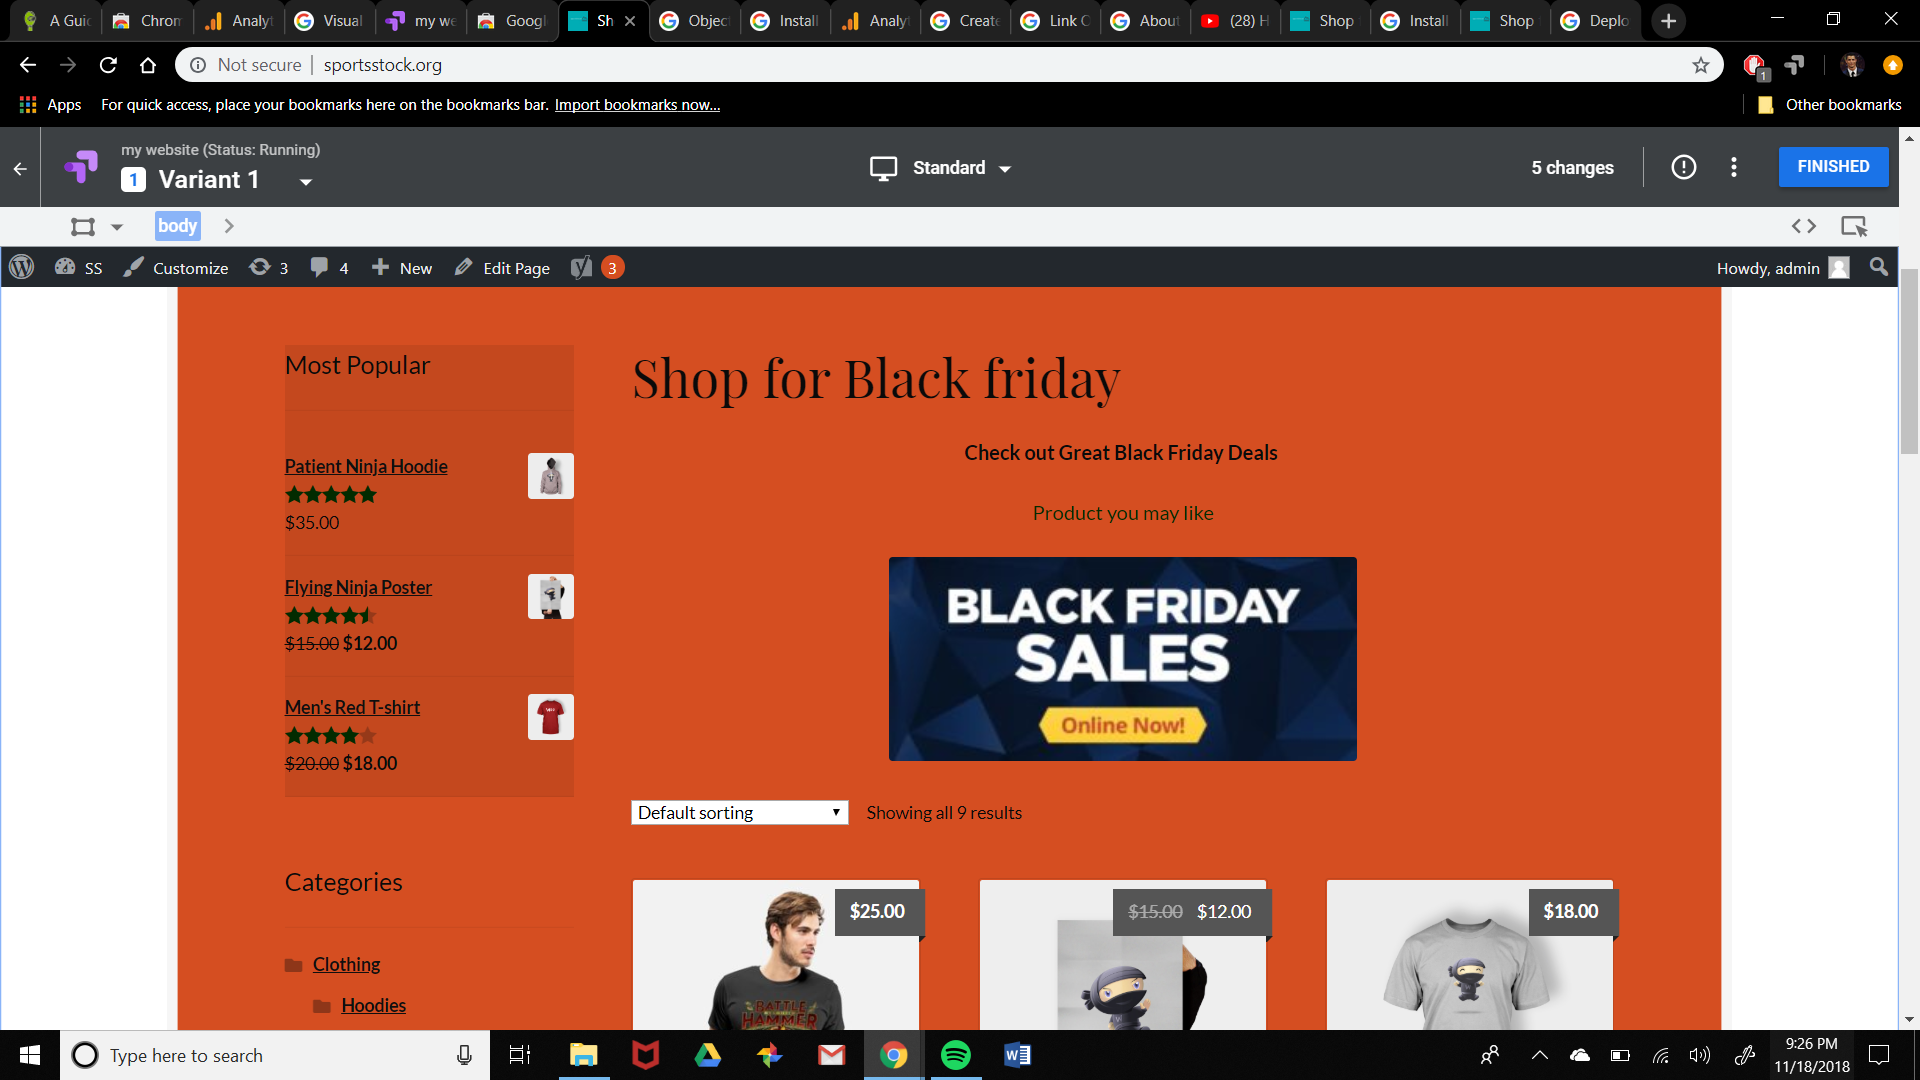 A Guid
Chrom
Analyt
Visual
my we
Googl
Sh
Object
Install
Analyt
Create
Link C
About
(28) H
Shop
Install
Shop
Deplo
Not secure
sportsstock.org
1
Apps
For quick access, place your bookmarks here on the bookmarks bar. Import bookmarks now...
Other bookmarks
my website (Status: Running)
1 Variant 1
Standard
5 changes
FINISHED
body
SS
Customize
3
4
New
Edit Page
3
Howdy, admin
Most Popular
Patient Ninja Hoodie
$35.00
Flying Ninja Poster
$15.00 $12.00
Men's Red T-shirt
$20.00 $18.00
Categories
Clothing
Hoodies
Shop for Black friday
Check out Great Black Friday Deals
Product you may like
BLACK FRIDAY
SALES
Online Now!
Default sorting
Showing all 9 results
$25.00
$15.00 $12.00
$18.00
BATTLE
HAMMER
Type here to search
9:26 PM
11/18/2018